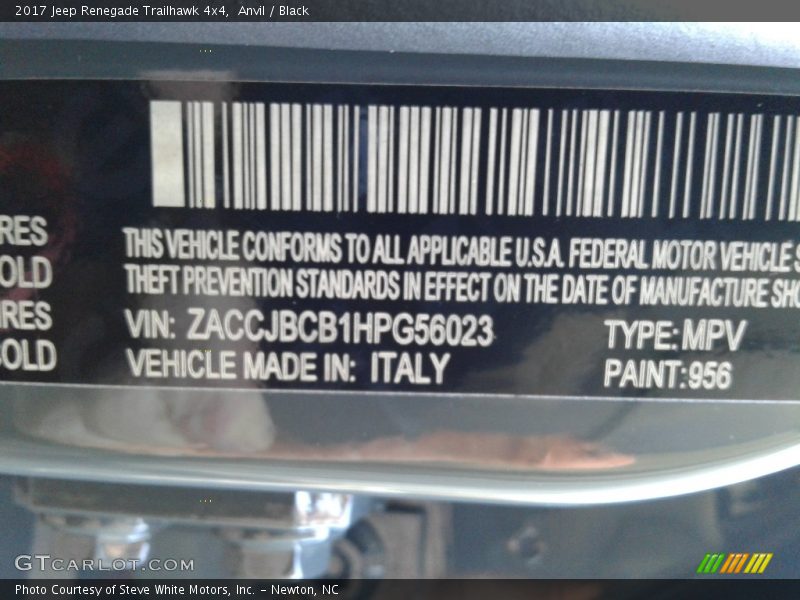 2017 Jeep Renegade Trailhawk 4x4,  Anvil / Black
RES
OLD
RES
COLD
THIS VEHICLE CONFORMS TO ALL APPLICABLE U.S.A. FEDERAL MOTOR VEHICLE S
THEFT PREVENTION STANDARDS IN EFFECT ON THE DATE OF MANUFACTURE SHO
VIN: ZACCJBCB1HPG56023 TYPE: MPV
VEHICLE MADE IN: ITALY PAINT:956
GTCARLOT.COM
Photo Courtesy of Steve White Motors, Inc. – Newton, NC